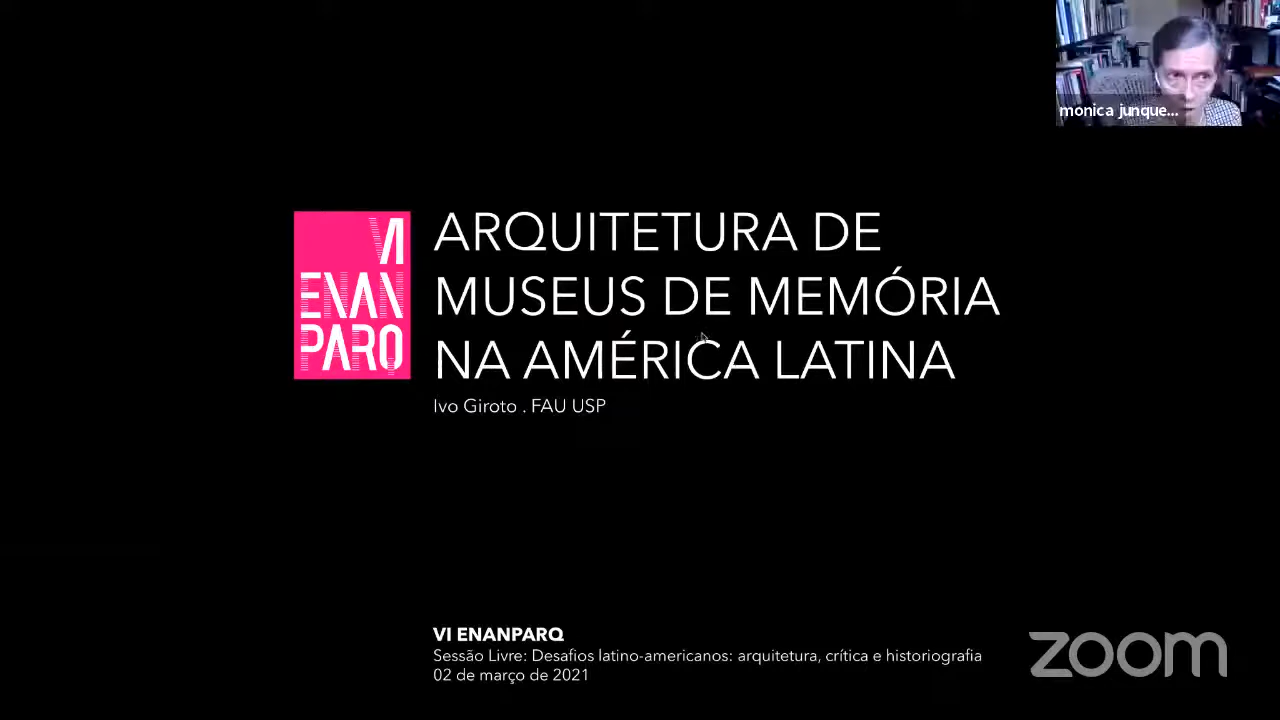 monica junque...
VI
ENAN
PARQ
ARQUITETURA DE
MUSEUS DE MEMÓRIA
NA AMÉRICA LATINA
Ivo Giroto . FAU USP
VI ENANPARQ
Sessão Livre: Desafios latino-americanos: arquitetura, crítica e historiografia
02 de março de 2021
zoom